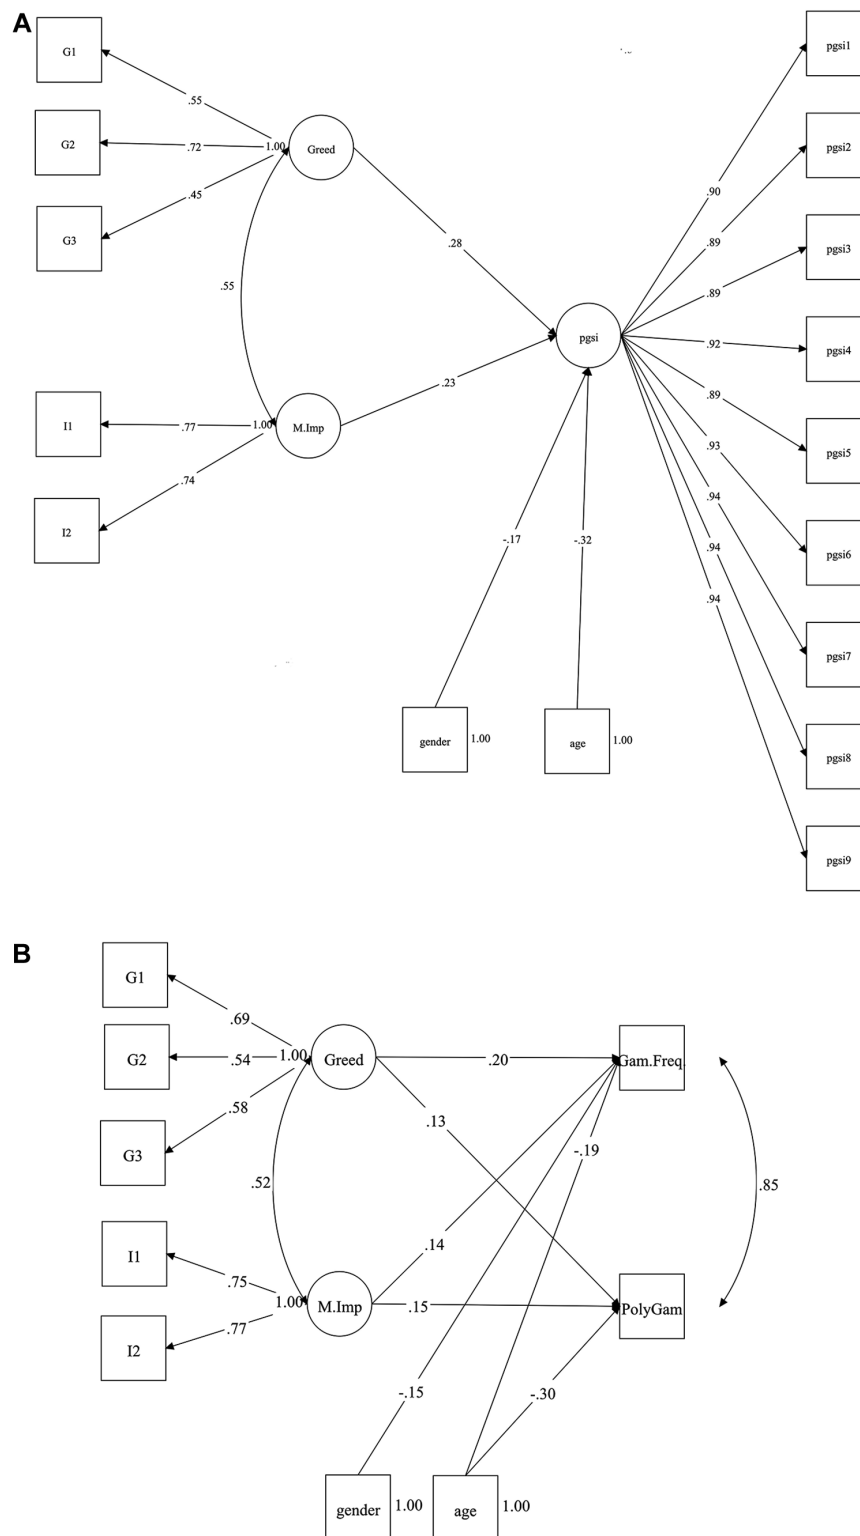 A
G1
G2
G3
I1
I2
.55
.72
.45
1.00
Greed
.55
.77
.74
1.00
M.Imp
.28
.23
pgsi
-.17
-.32
gender
1.00
age
1.00
.90
.89
.89
.92
.89
.93
.94
.94
.94
pgsi1
pgsi2
pgsi3
pgsi4
pgsi5
pgsi6
pgsi7
pgsi8
pgsi9
B
G1
G2
G3
I1
I2
.69
.54
.58
1.00
Greed
.52
.75
.77
1.00
M.Imp
.20
.13
.14
.15
-.19
-.15
-.30
Gam.Freq.
PolyGam
.85
gender
1.00
age
1.00